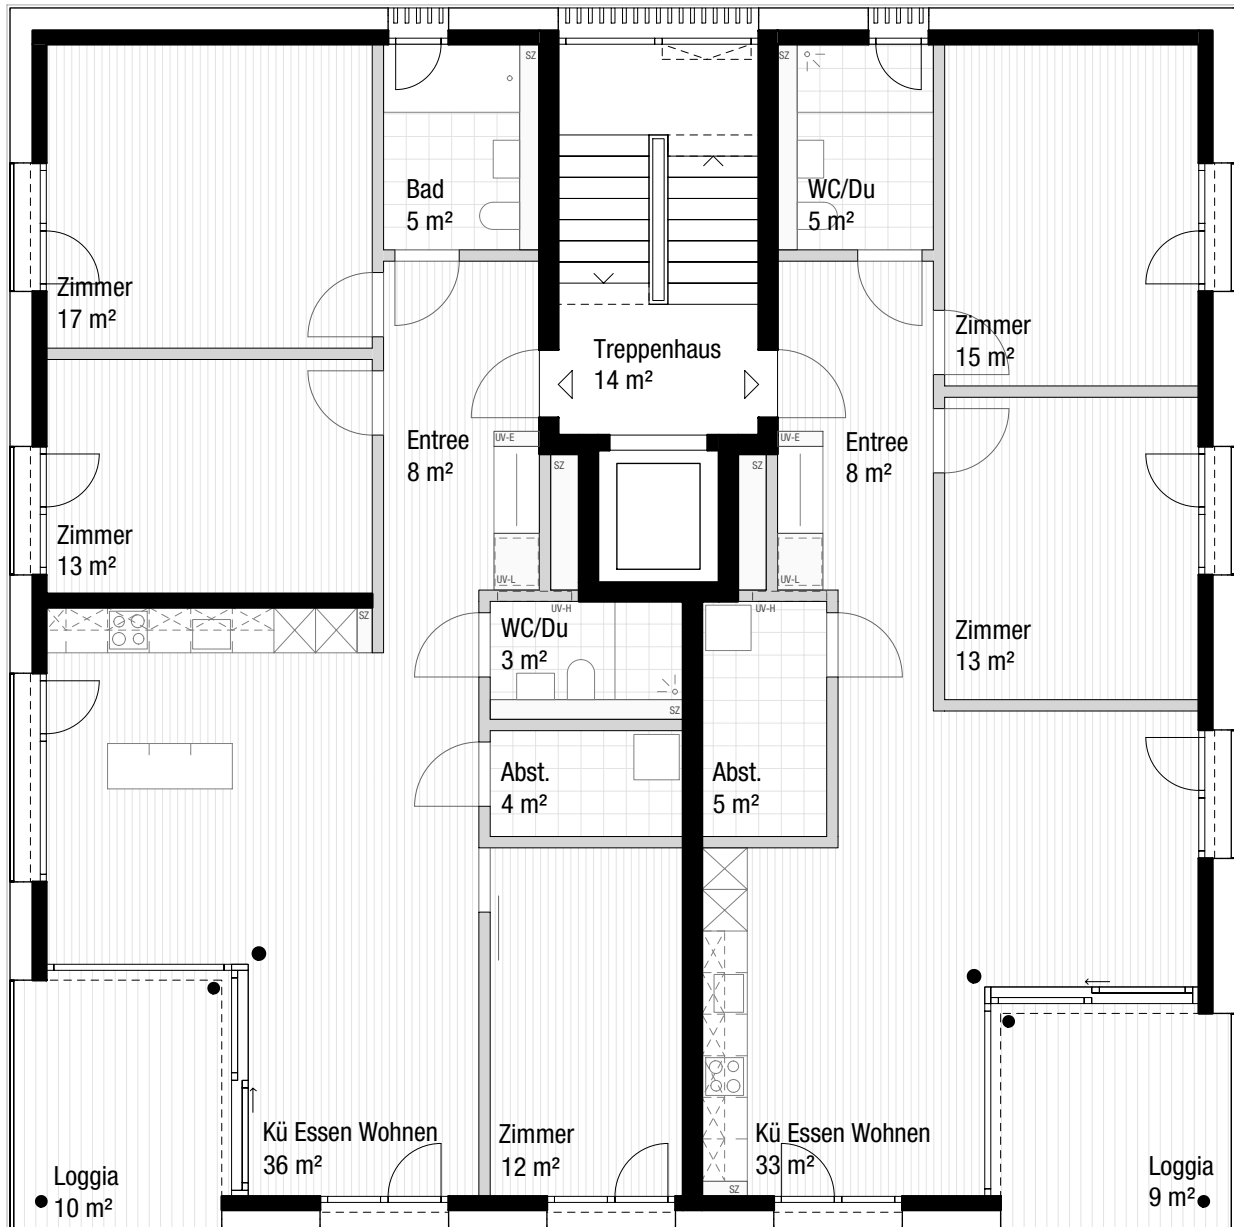 SZ
SZ
Bad
5 m²
WC/Du
5 m²
Zimmer
17 m²
Zimmer
15 m²
Treppenhaus
14 m²
Entree
8 m²
UV-E
SZ
UV-L
UV-H
SZ
UV-E
UV-L
UV-H
Entree
8 m²
Zimmer
13 m²
SZ
WC/Du
3 m²
SZ
Zimmer
13 m²
Abst.
4 m²
Abst.
5 m²
Kü Essen Wohnen
36 m²
Zimmer
12 m²
Kü Essen Wohnen
33 m²
SZ
Loggia
10 m²
Loggia
9 m²